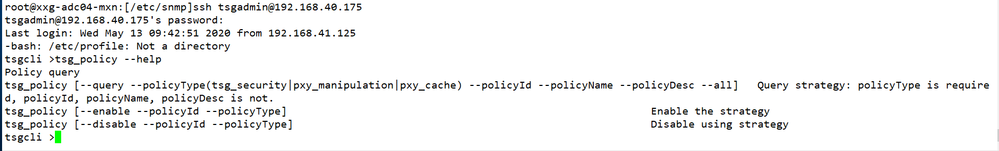 root@xxg-adc04-mxn:[/etc/snmp]ssh tsgadmin@192.168.40.175
tsgadmin@192.168.40.175's password:
Last login: Wed May 13 09:42:51 2020 from 192.168.41.125
-bash: /etc/profile: Not a directory
tsgcli >tsg_policy --help
Policy query
tsg_policy [--query --policyType(tsg_security|pxy_manipulation|pxy_cache) --policyId --policyName --policyDesc --all]   Query strategy: policyType is require
d, policyId, policyName, policyDesc is not.
tsg_policy [--enable --policyId --policyType]                                                          Enable the strategy
tsg_policy [--disable --policyId --policyType]                                                         Disable using strategy
tsgcli >